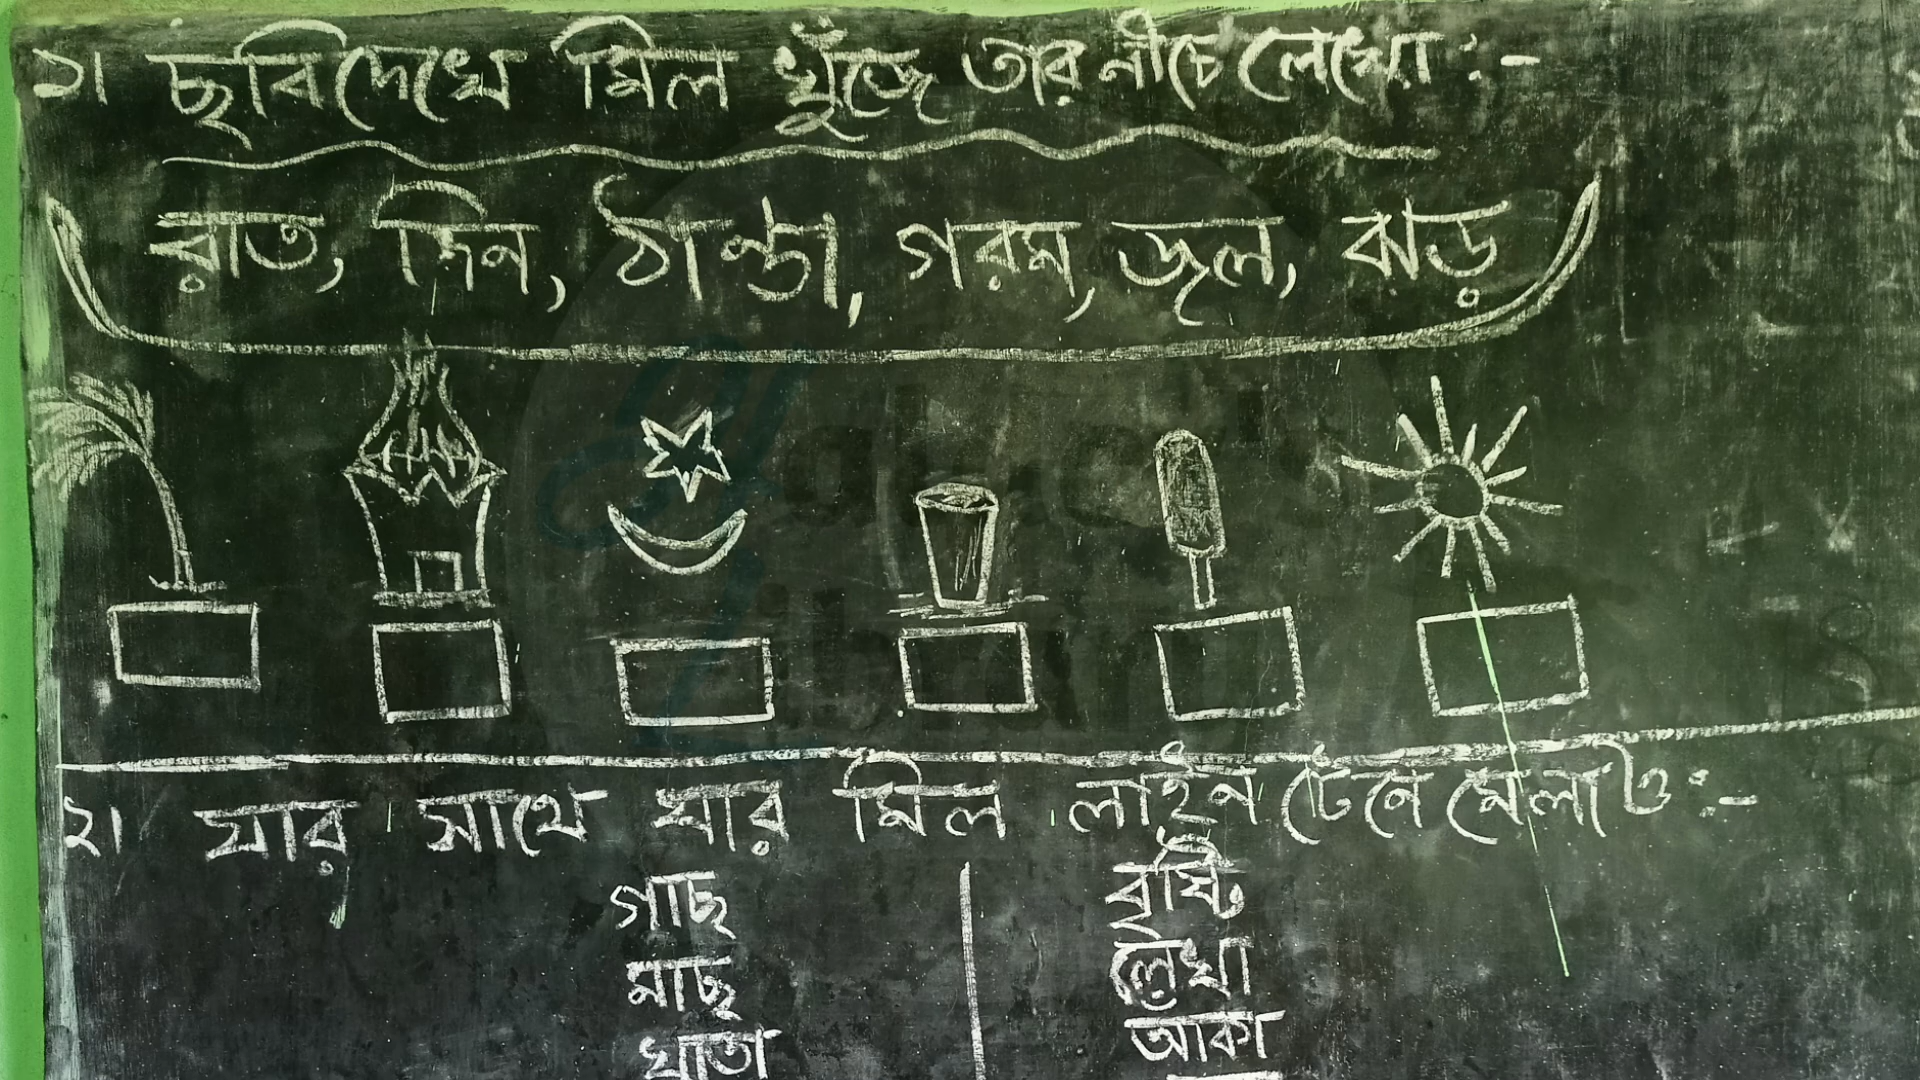 ১। ছবি দেখে মিল খুঁজে তার নীচে লেখো :-
রাত, দিন, ঠাণ্ডা, গরম, জল, ঝড়
২। যার সাথে যার মিল লাইন টেনে মেলাও :-
গাছ | বৃষ্টি
মাছ | লেখা
খাতা | আঁকা